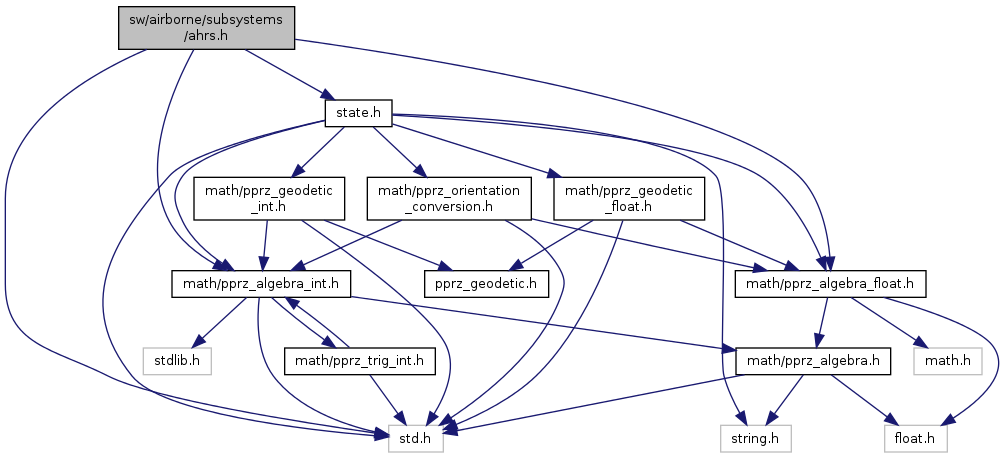 sw/airborne/subsystems
/ahrs.h
state.h
math/pprz_geodetic
_int.h
math/pprz_orientation
_conversion.h
math/pprz_geodetic
_float.h
math/pprz_algebra_int.h
pprz_geodetic.h
math/pprz_algebra_float.h
stdlib.h
math/pprz_trig_int.h
math/pprz_algebra.h
math.h
std.h
string.h
float.h